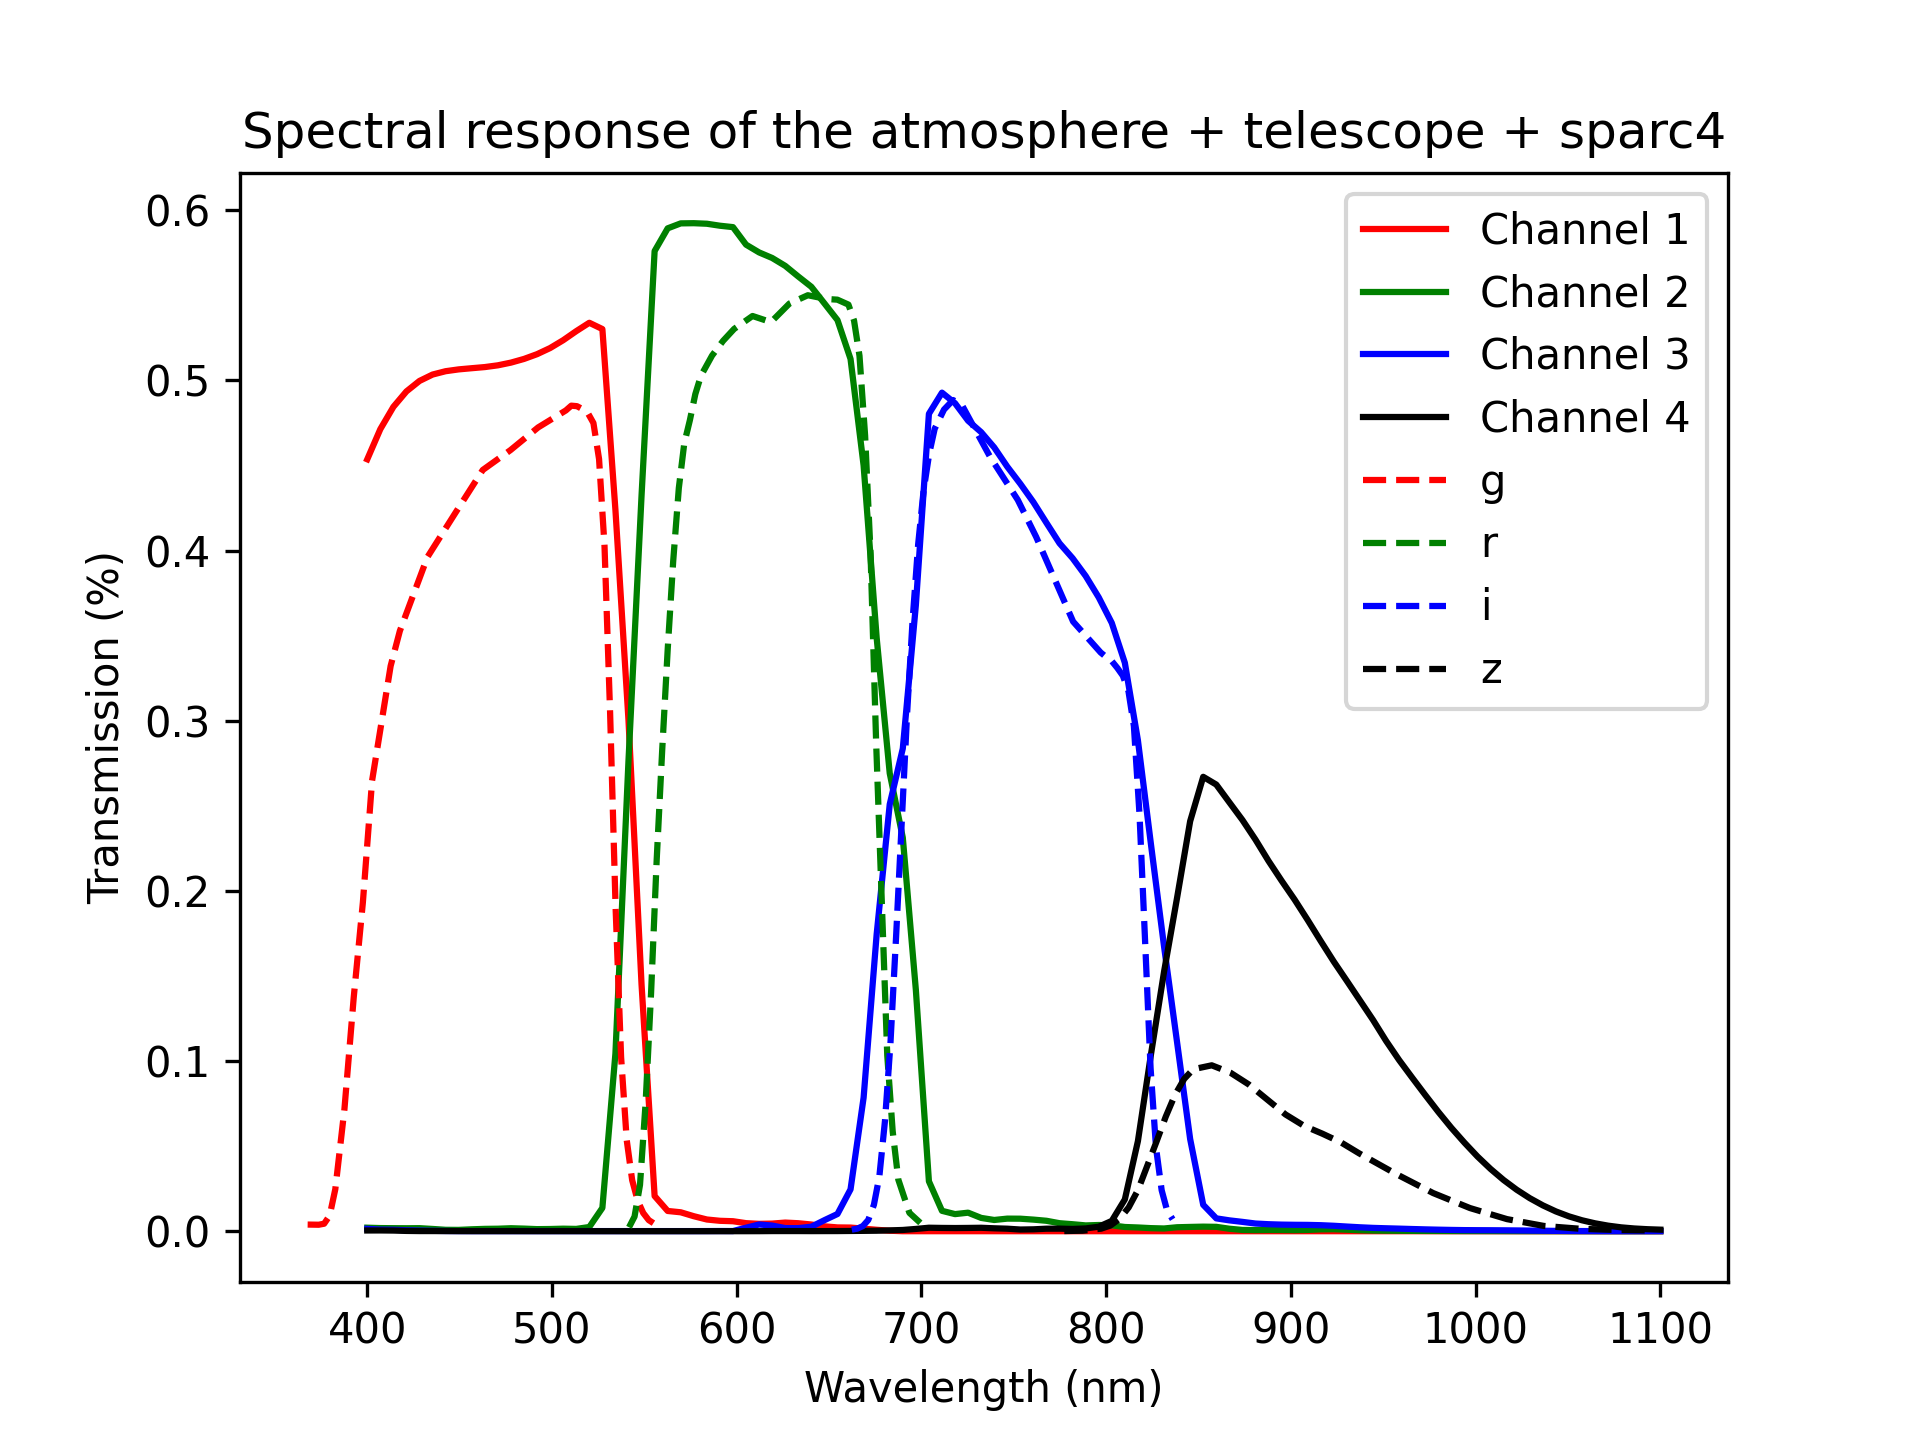 Spectral response of the atmosphere + telescope + sparc4
Transmission (%)
0.6
0.5
0.4
0.3
0.2
0.1
0.0
Channel 1
Channel 2
Channel 3
Channel 4
g
r
i
z
400 500 600 700 800 900 1000 1100
Wavelength (nm)